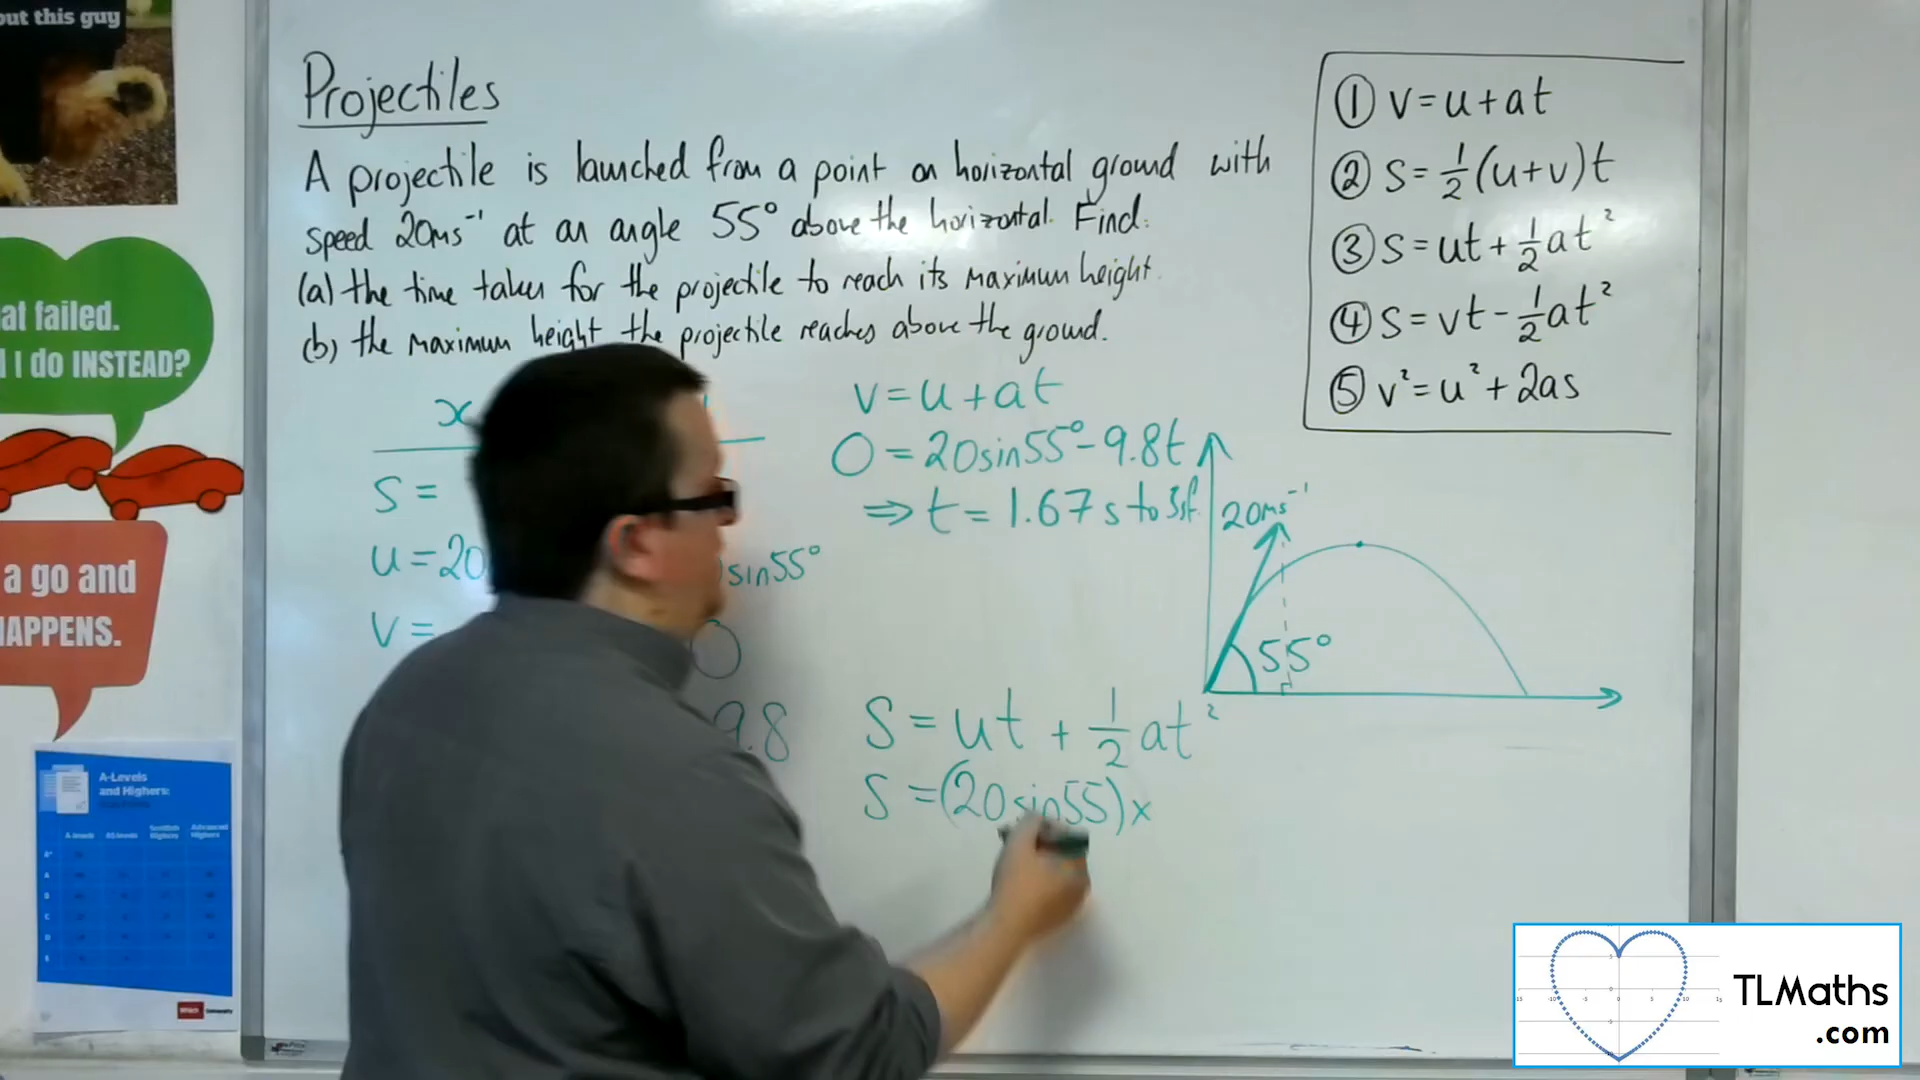 out this guy
at failed.
I do INSTEAD?
a go and
HAPPENS.
A-Levels
and Highers:
Projectiles
A projectile is launched from a point on horizontal ground with
speed 20ms⁻¹ at an angle 55° above the horizontal. Find:
(a) the time taken for the projectile to reach its maximum height.
(b) the maximum height the projectile reaches above the ground.
① v=u+at
② s=½(u+v)t
③ s=ut+½at²
④ s=vt-½at²
⑤ v²=u²+2as
x
s =
u=20
sin55°
v=
0
9.8
v=u+at
0=20sin55°-9.8t
⇒ t=1.67s to 3sf.
20ms⁻¹
55°
s=ut+½at²
s=(20sin55)×
TLMaths
.com